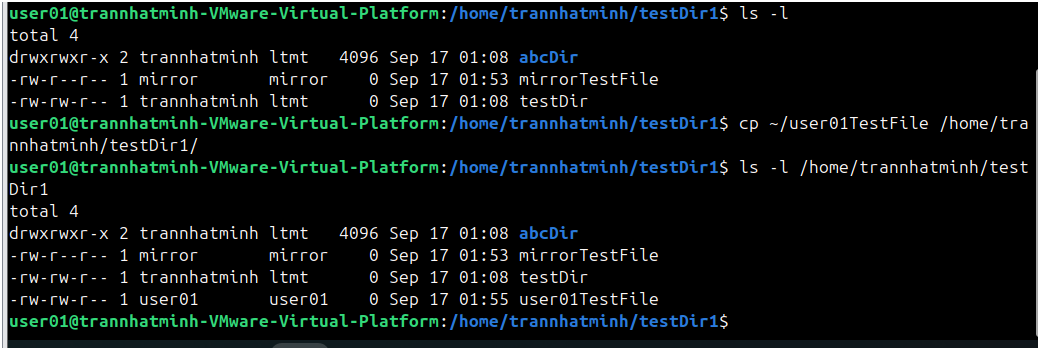 user01@trannhatminh-VMware-Virtual-Platform:/home/trannhatminh/testDir1$ ls -l
total 4
drwxrwxr-x 2 trannhatminh ltmt   4096 Sep 17 01:08 abcDir
-rw-r--r-- 1 mirror       mirror    0 Sep 17 01:53 mirrorTestFile
-rw-rw-r-- 1 trannhatminh ltmt      0 Sep 17 01:08 testDir
user01@trannhatminh-VMware-Virtual-Platform:/home/trannhatminh/testDir1$ cp ~/user01TestFile /home/tra
nnhatminh/testDir1/
user01@trannhatminh-VMware-Virtual-Platform:/home/trannhatminh/testDir1$ ls -l /home/trannhatminh/test
Dir1
total 4
drwxrwxr-x 2 trannhatminh ltmt   4096 Sep 17 01:08 abcDir
-rw-r--r-- 1 mirror       mirror    0 Sep 17 01:53 mirrorTestFile
-rw-rw-r-- 1 trannhatminh ltmt      0 Sep 17 01:08 testDir
-rw-rw-r-- 1 user01       user01    0 Sep 17 01:55 user01TestFile
user01@trannhatminh-VMware-Virtual-Platform:/home/trannhatminh/testDir1$